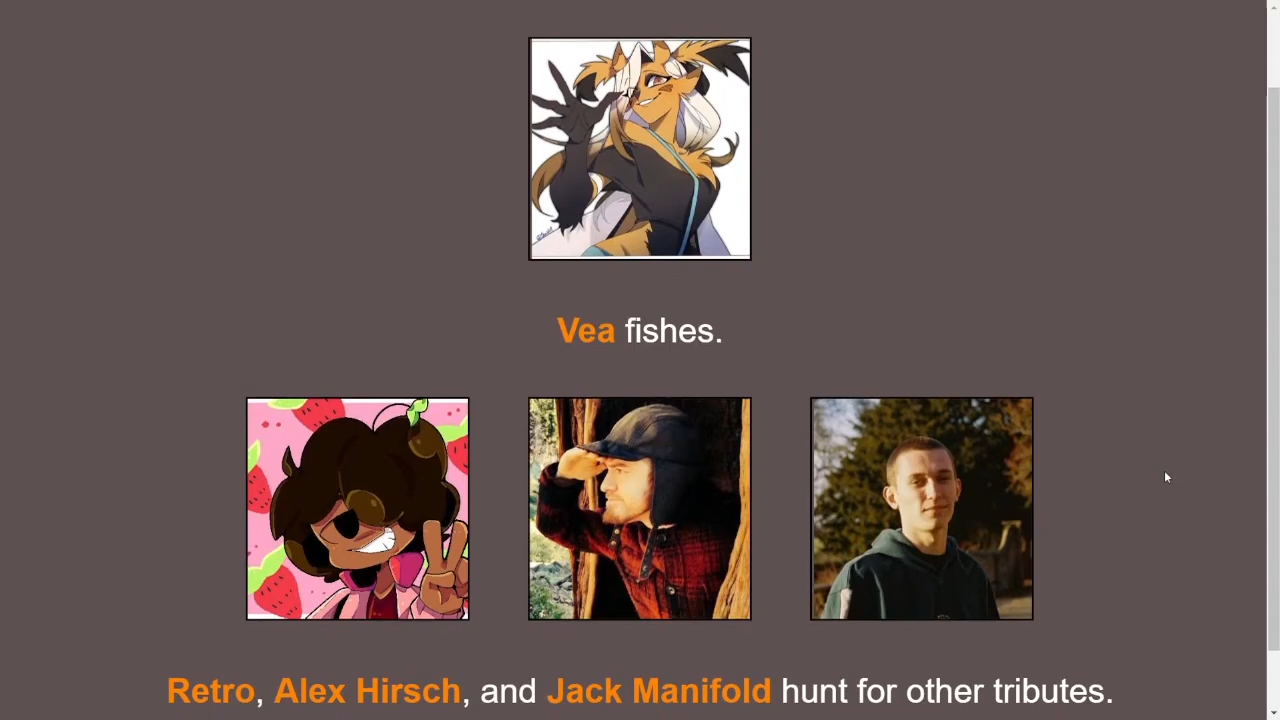 Vea fishes.
Retro, Alex Hirsch, and Jack Manifold hunt for other tributes.